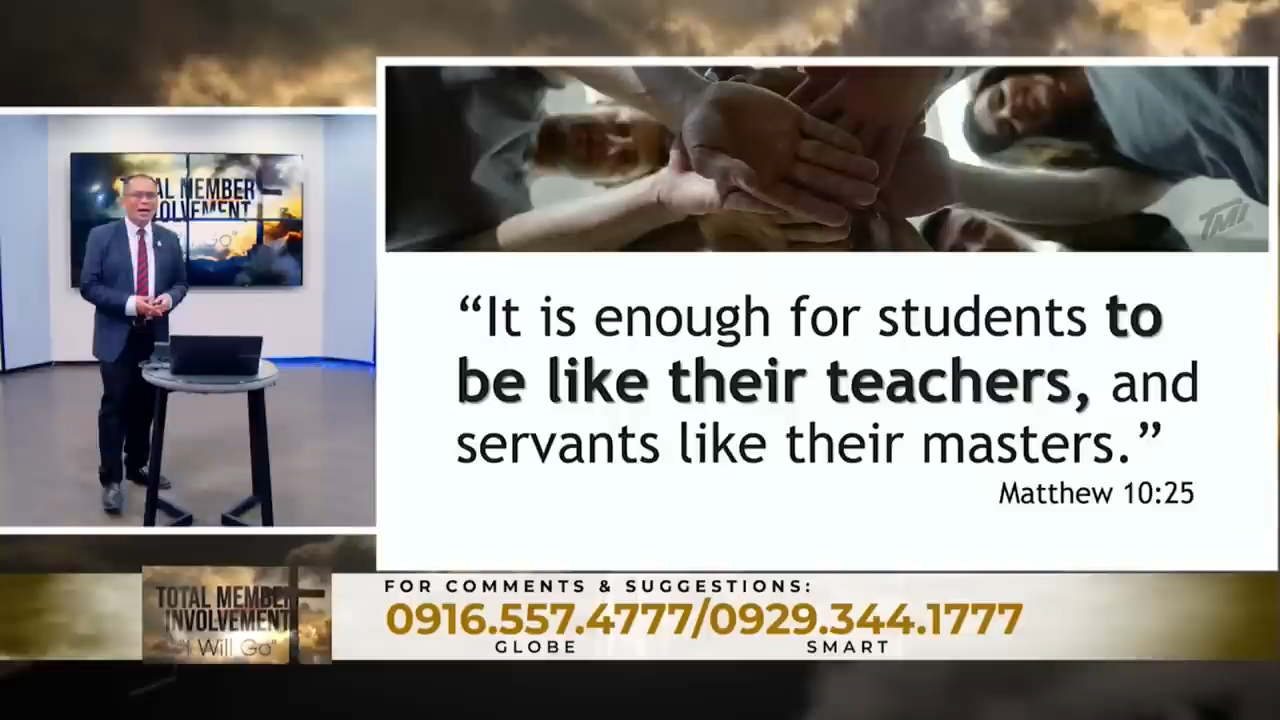 TOTAL MEMBER
INVOLVEMENT
TMI
“It is enough for students to
be like their teachers, and
servants like their masters.”
Matthew 10:25
FOR COMMENTS & SUGGESTIONS:
0916.557.4777/0929.344.1777
GLOBE SMART
TOTAL MEMBER
INVOLVEMENT
"I Will Go"